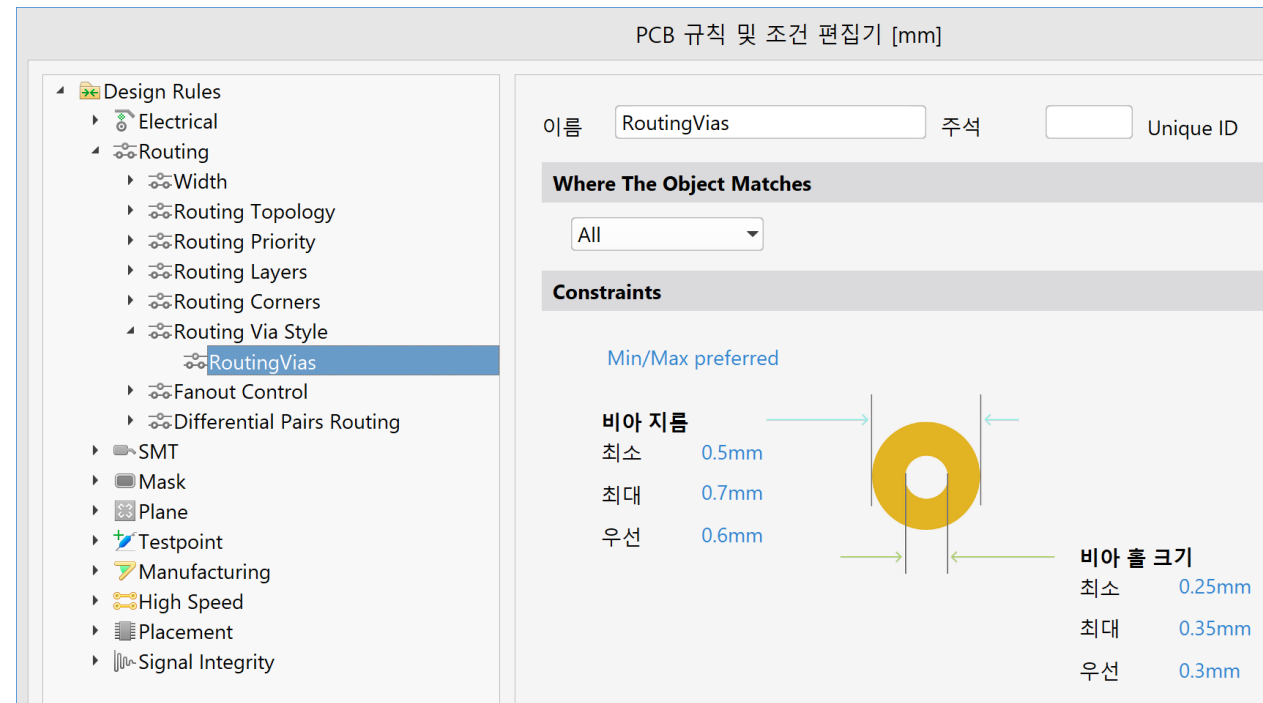 PCB 규칙 및 조건 편집기 [mm]
Design Rules
Electrical
Routing
Width
Routing Topology
Routing Priority
Routing Layers
Routing Corners
Routing Via Style
RoutingVias
Fanout Control
Differential Pairs Routing
SMT
Mask
Plane
Testpoint
Manufacturing
High Speed
Placement
Signal Integrity
이름 RoutingVias 주석 Unique ID
Where The Object Matches
All
Constraints
Min/Max preferred
비아 지름
최소 0.5mm
최대 0.7mm
우선 0.6mm
비아 홀 크기
최소 0.25mm
최대 0.35mm
우선 0.3mm